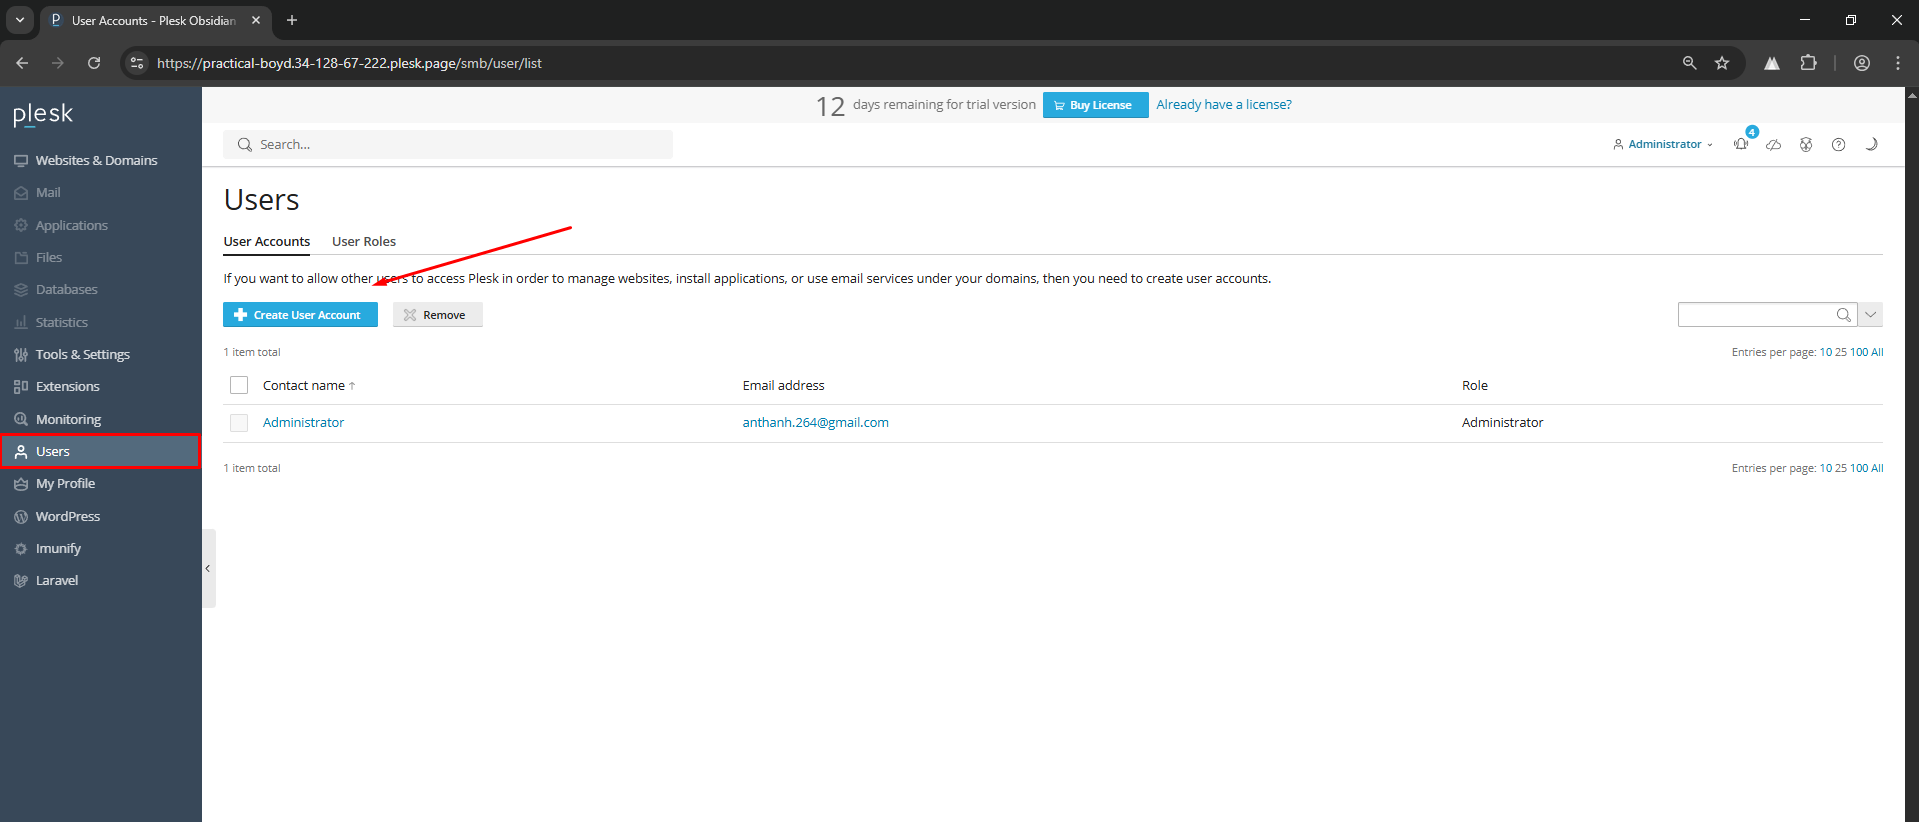 User Accounts - Plesk Obsidian
https://practical-boyd.34-128-67-222.plesk.page/smb/user/list
plesk
12 days remaining for trial version Buy License Already have a license?
Search...
Administrator
4
Websites & Domains
Mail
Applications
Files
Databases
Statistics
Tools & Settings
Extensions
Monitoring
Users
My Profile
WordPress
Imunify
Laravel
Users
User Accounts User Roles
If you want to allow other users to access Plesk in order to manage websites, install applications, or use email services under your domains, then you need to create user accounts.
Create User Account Remove
1 item total Entries per page: 10 25 100 All
Contact name ↑ Email address Role
Administrator anthanh.264@gmail.com Administrator
1 item total Entries per page: 10 25 100 All